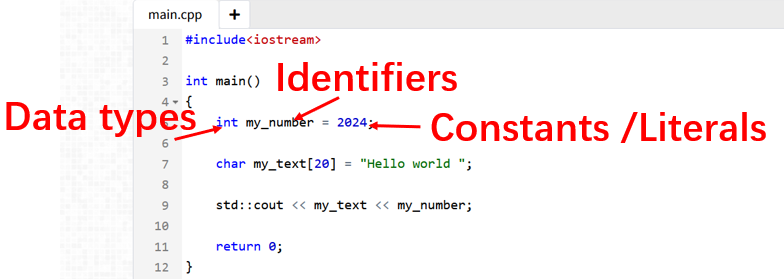 main.cpp +
1 #include<iostream>
2
3 int main()
Identifiers
4 {
Data types
int my_number = 2024;
Constants /Literals
6
7 char my_text[20] = "Hello world ";
8
9 std::cout << my_text << my_number;
10
11 return 0;
12 }